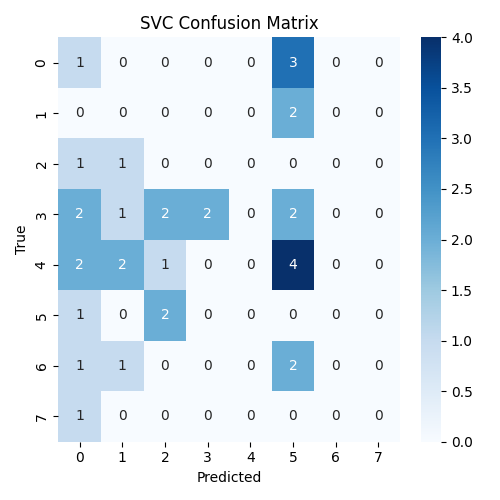 SVC Confusion Matrix
0 1 0 0 0 0 3 0 0
1 0 0 0 0 0 2 0 0
2 1 1 0 0 0 0 0 0
3 2 1 2 2 0 2 0 0
4 2 2 1 0 0 4 0 0
5 1 0 2 0 0 0 0 0
6 1 1 0 0 0 2 0 0
7 1 0 0 0 0 0 0 0
0 1 2 3 4 5 6 7
Predicted
True
4.0
3.5
3.0
2.5
2.0
1.5
1.0
0.5
0.0